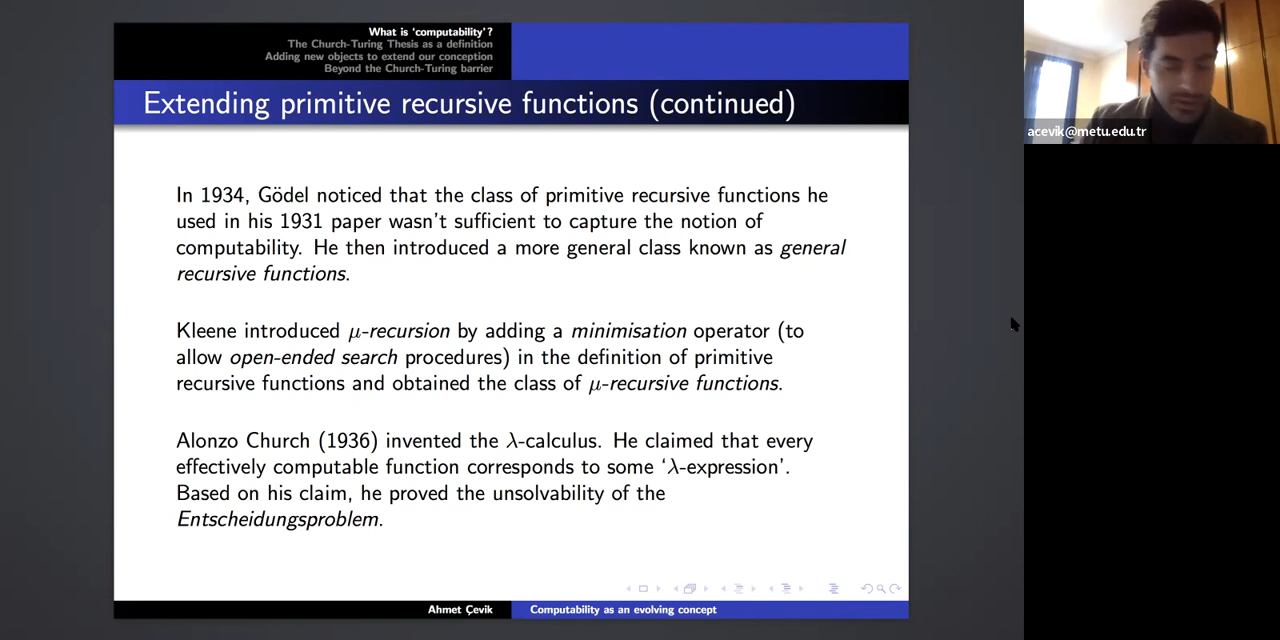 What is ‘computability’?
The Church-Turing Thesis as a definition
Adding new objects to extend our conception
Beyond the Church-Turing barrier
Extending primitive recursive functions (continued)
In 1934, Gödel noticed that the class of primitive recursive functions he
used in his 1931 paper wasn’t sufficient to capture the notion of
computability. He then introduced a more general class known as general
recursive functions.
Kleene introduced μ-recursion by adding a minimisation operator (to
allow open-ended search procedures) in the definition of primitive
recursive functions and obtained the class of μ-recursive functions.
Alonzo Church (1936) invented the λ-calculus. He claimed that every
effectively computable function corresponds to some ‘λ-expression’.
Based on his claim, he proved the unsolvability of the
Entscheidungsproblem.
Ahmet Çevik
Computability as an evolving concept
acevik@metu.edu.tr